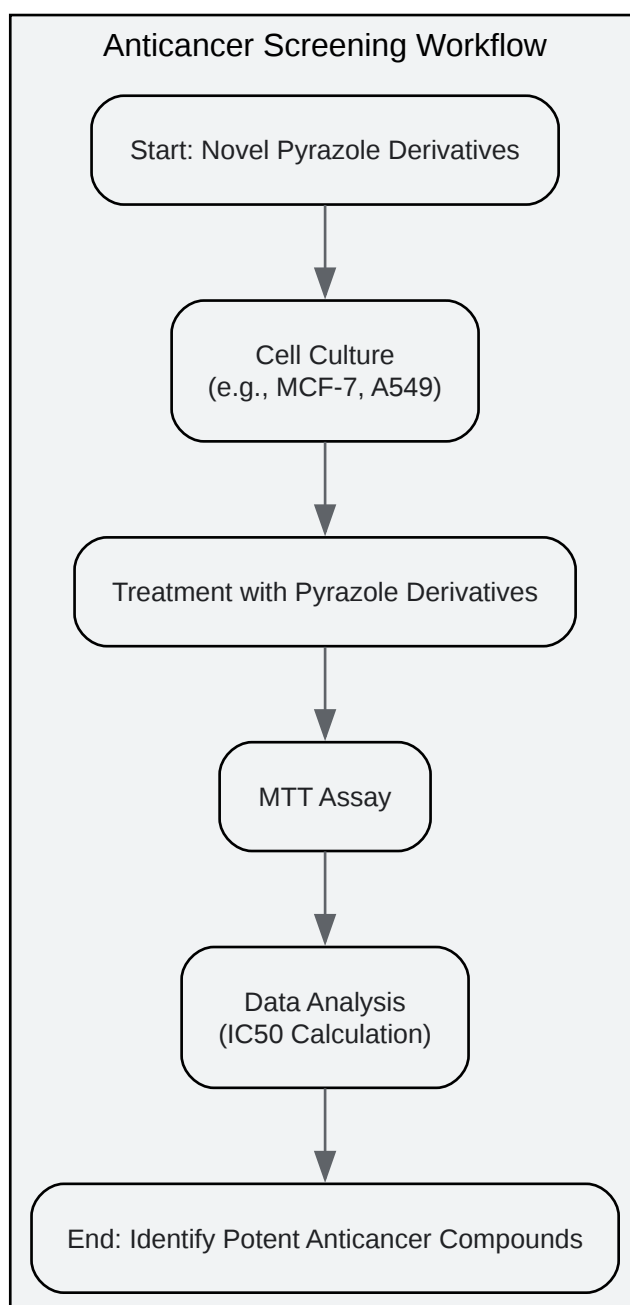 Anticancer Screening Workflow
Start: Novel Pyrazole Derivatives
Cell Culture
(e.g., MCF-7, A549)
Treatment with Pyrazole Derivatives
MTT Assay
Data Analysis
(IC50 Calculation)
End: Identify Potent Anticancer Compounds